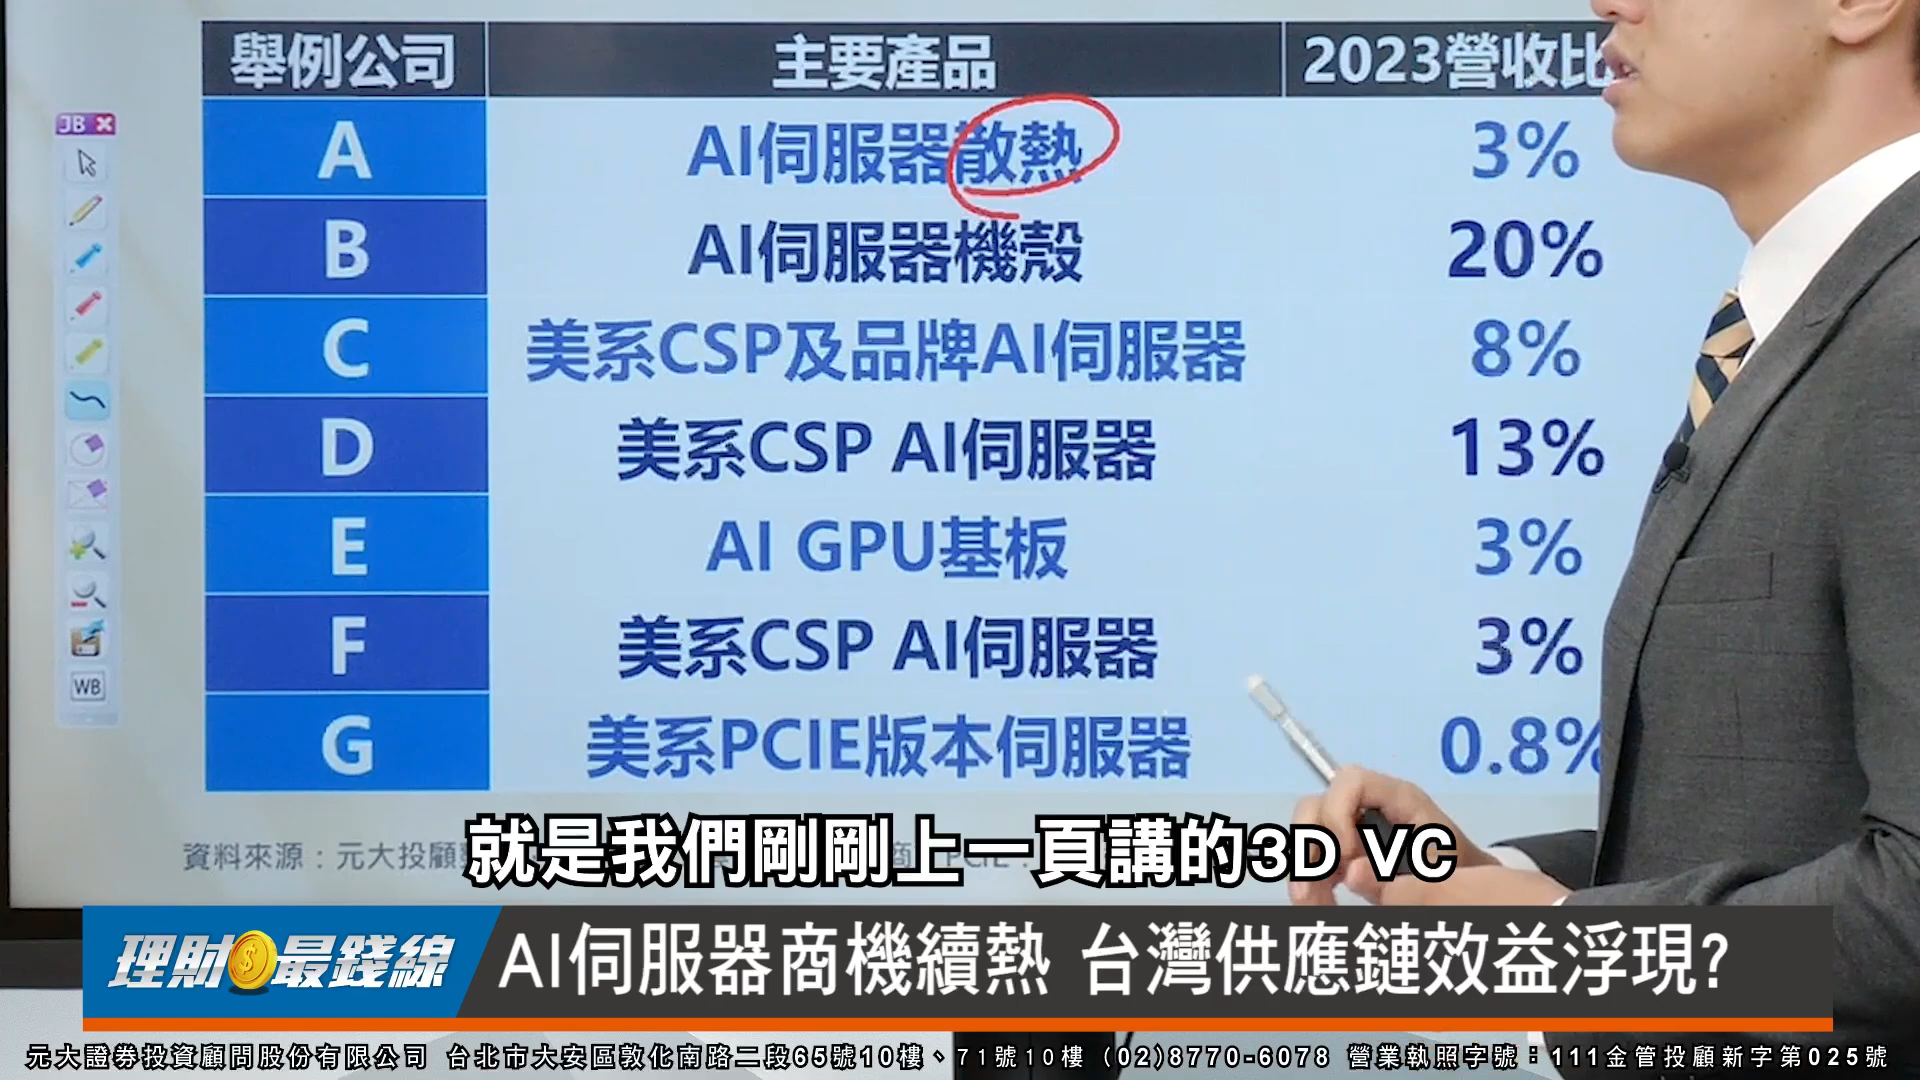 舉例公司 主要產品 2023營收比
JB
A AI伺服器散熱 3%
B AI伺服器機殼 20%
C 美系CSP及品牌AI伺服器 8%
D 美系CSP AI伺服器 13%
E AI GPU基板 3%
F 美系CSP AI伺服器 3%
WB
G 美系PCIE版本伺服器 0.8%
資料來源：元大投顧
就是我們剛剛上一頁講的3D VC
理財最錢線 AI伺服器商機續熱 台灣供應鏈效益浮現?
元大證券投資顧問股份有限公司 台北市大安區敦化南路二段65號10樓、71號10樓 (02)8770-6078 營業執照字號：111金管投顧新字第025號